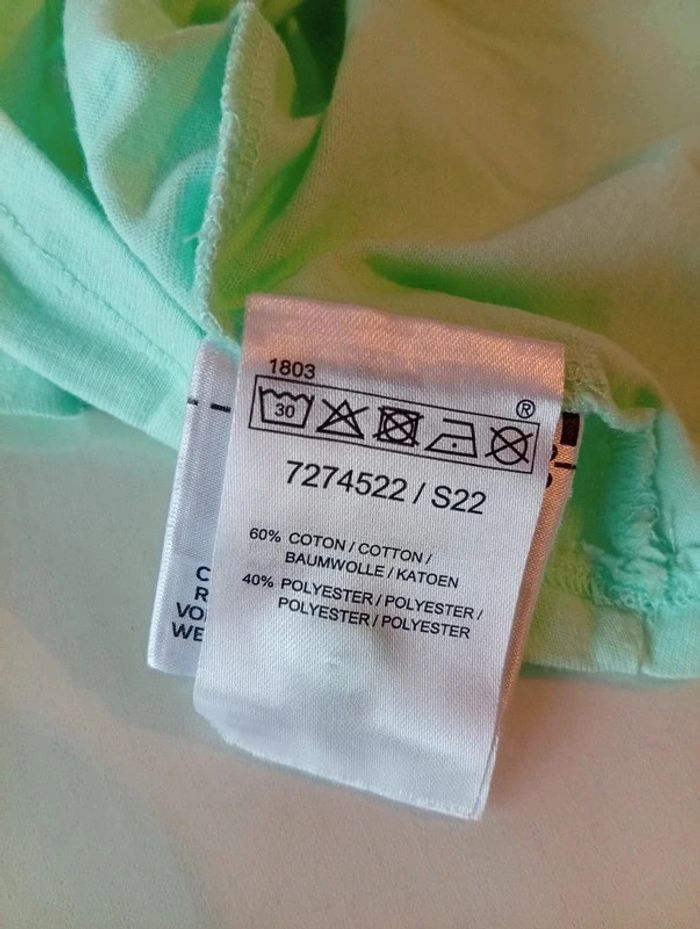 1803
®
30
7274522 / S22
60% COTON / COTTON /
BAUMWOLLE / KATOEN
40% POLYESTER / POLYESTER /
POLYESTER / POLYESTER